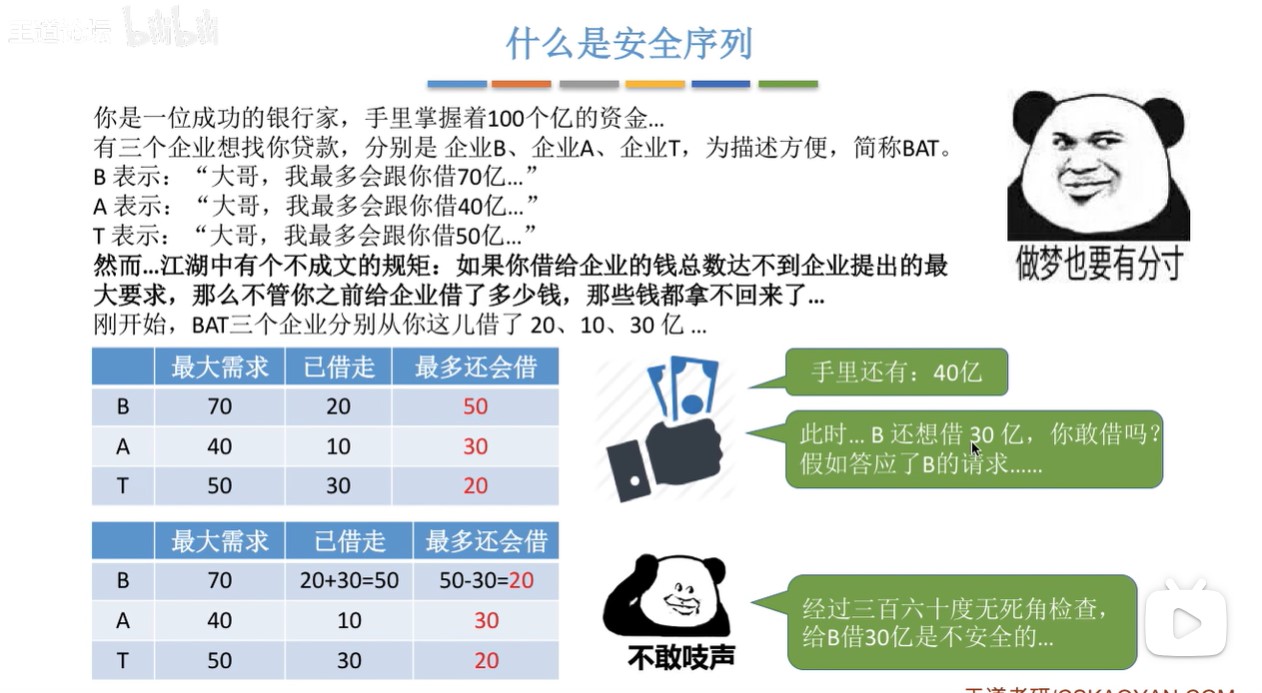 bilibili
什么是安全序列
你是一位成功的银行家，手里掌握着100个亿的资金...
有三个企业想找你贷款，分别是 企业B、企业A、企业T，为描述方便，简称BAT。
B 表示：“大哥，我最多会跟你借70亿...”
A 表示：“大哥，我最多会跟你借40亿...”
T 表示：“大哥，我最多会跟你借50亿...”
然而...江湖中有个不成文的规矩：如果你借给企业的钱总数达不到企业提出的最
大要求，那么不管你之前给企业借了多少钱，那些钱都拿不回来了...
刚开始，BAT三个企业分别从你这儿借了 20、10、30 亿 ...
做梦也要有分寸
最大需求 已借走 最多还会借
B 70 20 50
A 40 10 30
T 50 30 20
手里还有：40亿
此时... B 还想借 30 亿，你敢借吗？
假如答应了B的请求......
最大需求 已借走 最多还会借
B 70 20+30=50 50-30=20
A 40 10 30
T 50 30 20
不敢吱声
经过三百六十度无死角检查，
给B借30亿是不安全的...